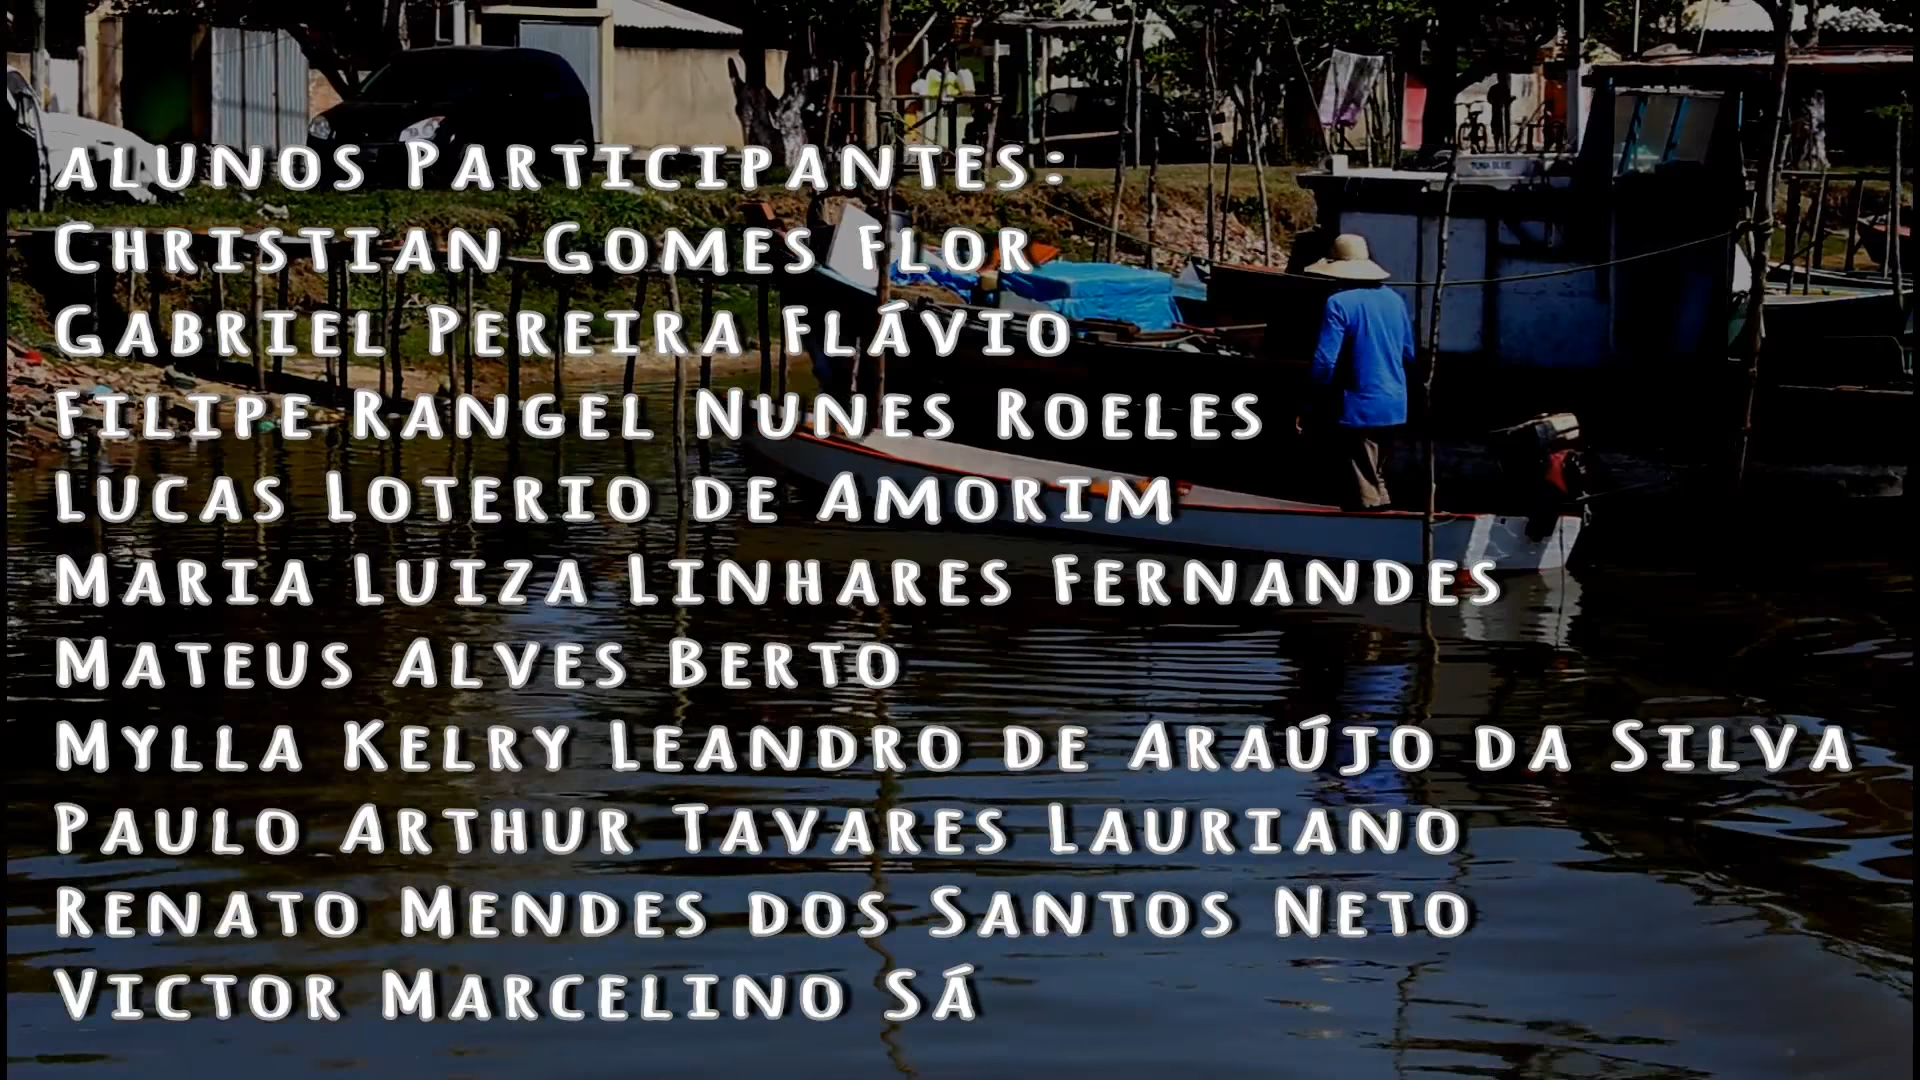 alunos Participantes:
Christian Gomes Flor
Gabriel Pereira Flávio
Filipe Rangel Nunes Roeles
Lucas Loterio de Amorim
Maria Luiza Linhares Fernandes
Mateus Alves Berto
Mylla Kelry Leandro de Araújo da Silva
Paulo Arthur Tavares Lauriano
Renato Mendes dos Santos Neto
Victor Marcelino Sá